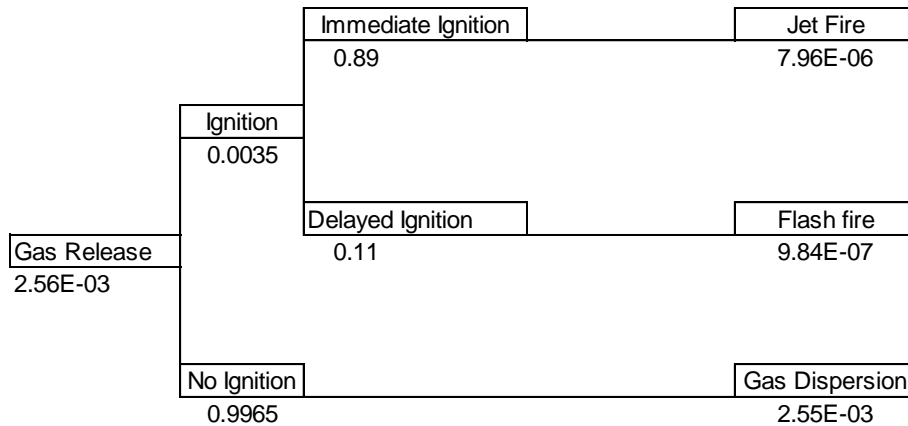 Immediate Ignition
Jet Fire
0.89
7.96E-06
Ignition
0.0035
Delayed Ignition
Flash fire
0.11
9.84E-07
Gas Release
2.56E-03
No Ignition
Gas Dispersion
0.9965
2.55E-03